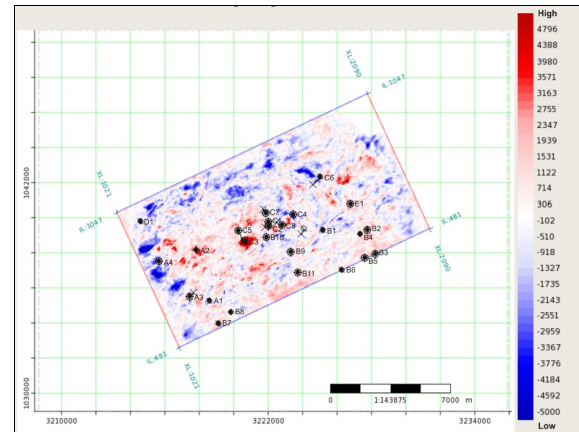 High
4796
4388
3980
3571
3163
2755
2347
1939
1531
1122
714
306
-102
-510
-918
-1326
-1735
-2143
-2551
-2959
-3367
-3776
-4184
-4592
-5000
Low
XL:2090
IL:1047
XL:1021
IL:1047
IL:481
XL:2090
IL:481
XL:1021
1042000
1030000
3210000
3222000
3234000
C6
E1
D1
C7
C4
C5
C9
B1
B2
B4
B10
A2
B9
A4
B3
B5
B6
B11
A3
A1
B8
B7
0
1:143875
7000 m